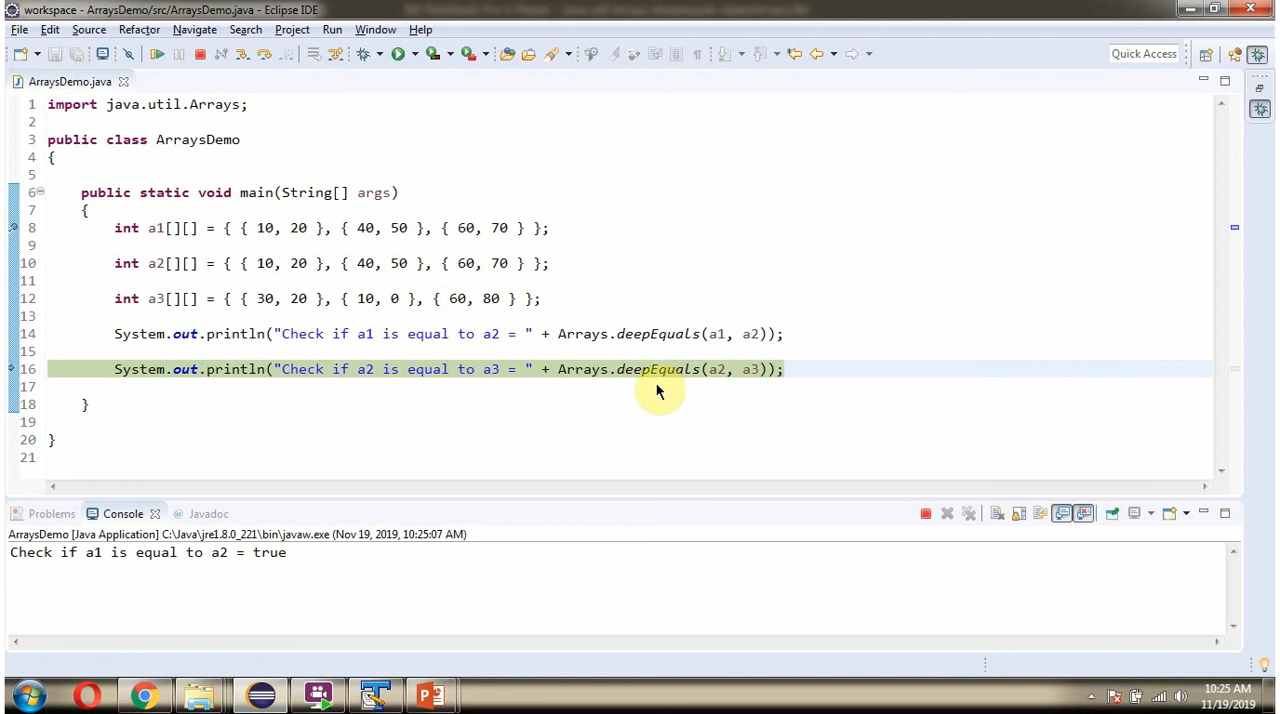 workspace - ArraysDemo/src/ArraysDemo.java - Eclipse IDE
File Edit Source Refactor Navigate Search Project Run Window Help
Quick Access
ArraysDemo.java
1 import java.util.Arrays;
2
3 public class ArraysDemo
4 {
5
6 public static void main(String[] args)
7 {
8 int a1[][] = { { 10, 20 }, { 40, 50 }, { 60, 70 } };
9
10 int a2[][] = { { 10, 20 }, { 40, 50 }, { 60, 70 } };
11
12 int a3[][] = { { 30, 20 }, { 10, 0 }, { 60, 80 } };
13
14 System.out.println("Check if a1 is equal to a2 = " + Arrays.deepEquals(a1, a2));
15
16 System.out.println("Check if a2 is equal to a3 = " + Arrays.deepEquals(a2, a3));
17
18 }
19
20 }
21
Problems Console Javadoc
ArraysDemo [Java Application] C:\Java\jre1.8.0_221\bin\javaw.exe (Nov 19, 2019, 10:25:07 AM)
Check if a1 is equal to a2 = true
10:25 AM
11/19/2019